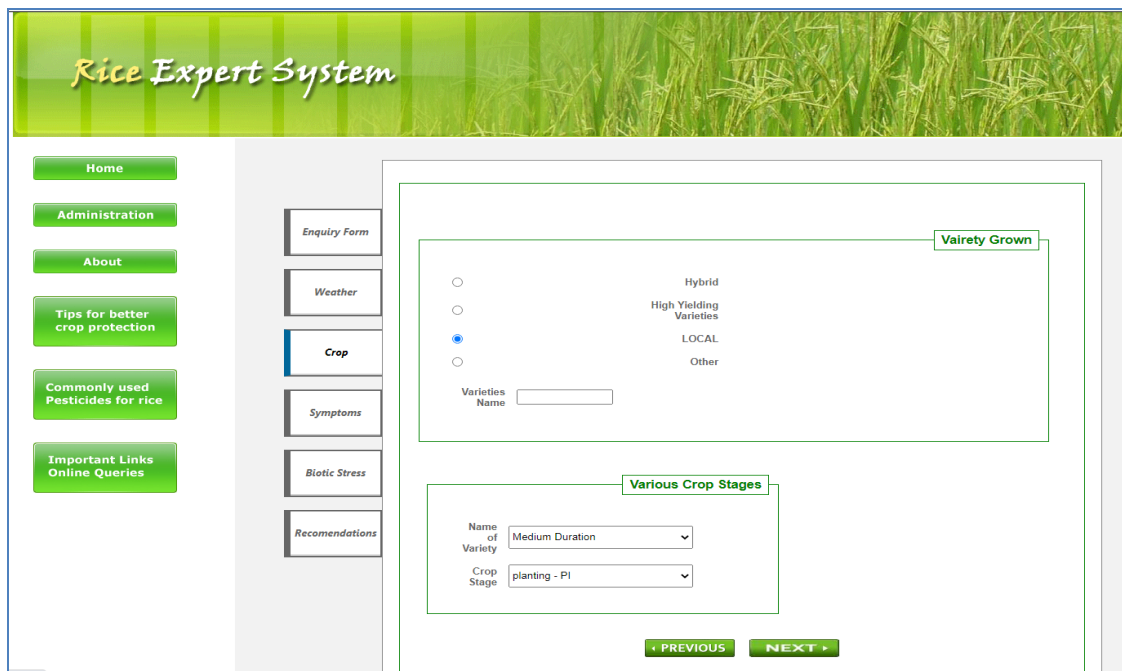 Rice Expert System
Home
Administration
About
Tips for better
crop protection
Commonly used
Pesticides for rice
Important Links
Online Queries
Enquiry Form
Weather
Crop
Symptoms
Biotic Stress
Recomendations
Vairety Grown
Hybrid
High Yielding
Varieties
LOCAL
Other
Varieties
Name
Various Crop Stages
Name
of
Variety
Medium Duration
Crop
Stage
planting - PI
PREVIOUS
NEXT